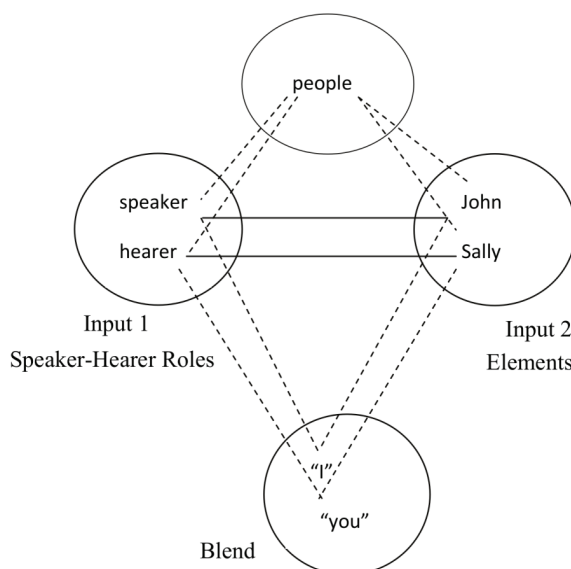 people
speaker
John
hearer
Sally
Input 1
Input 2
Speaker-Hearer Roles
Elements
“I”
“you”
Blend